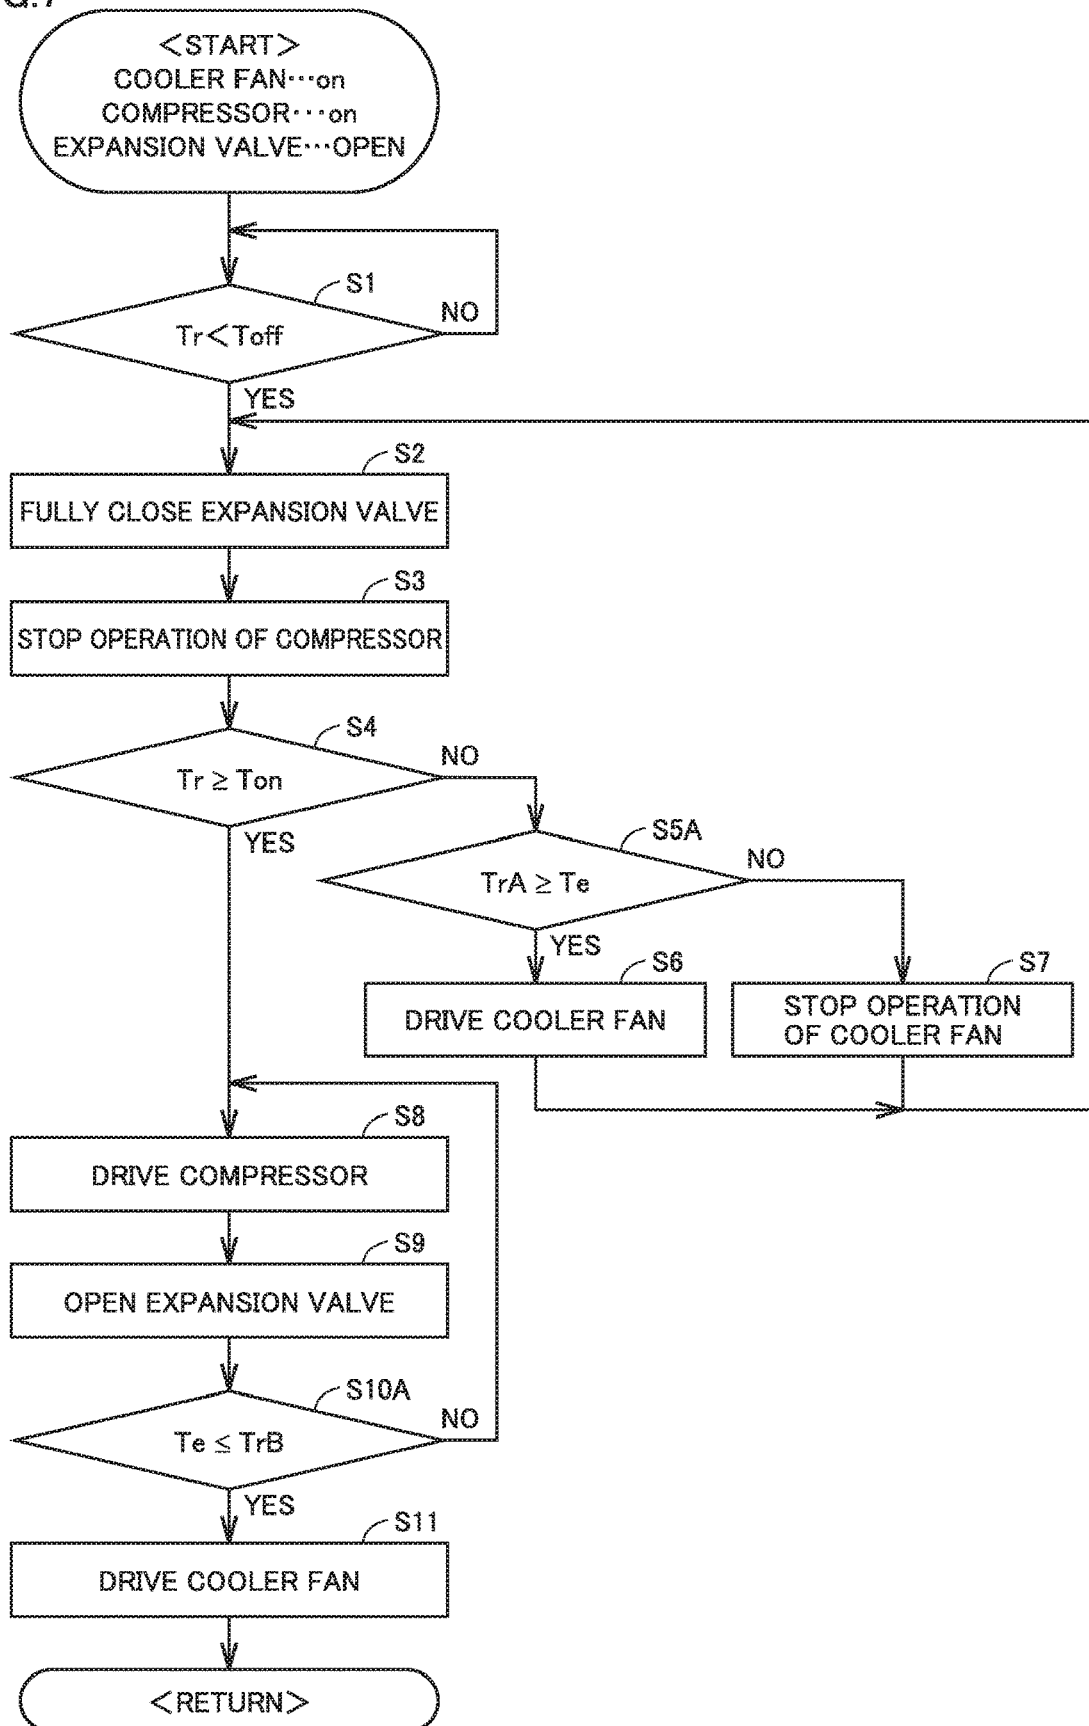 <START>
COOLER FAN···on
COMPRESSOR···on
EXPANSION VALVE···OPEN
S1
NO
Tr<Toff
YES
S2
FULLY CLOSE EXPANSION VALVE
S3
STOP OPERATION OF COMPRESSOR
S4
NO
Tr ≥ Ton
YES
S5A
NO
TrA ≥ Te
YES
S6
DRIVE COOLER FAN
S7
STOP OPERATION
OF COOLER FAN
S8
DRIVE COMPRESSOR
S9
OPEN EXPANSION VALVE
S10A
NO
Te ≤ TrB
YES
S11
DRIVE COOLER FAN
<RETURN>